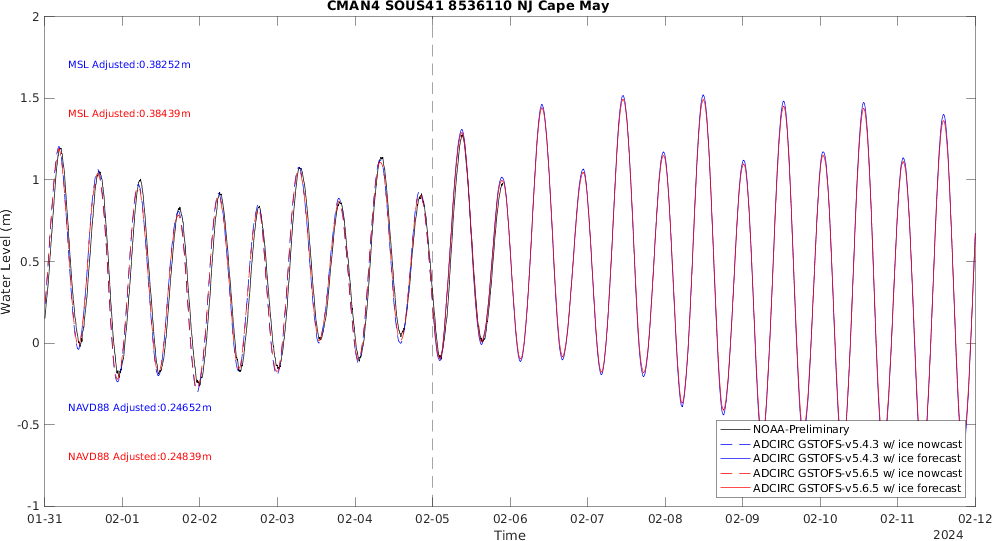 CMAN4 SOUS41 8536110 NJ Cape May
2
1.5
1
0.5
0
-0.5
-1
Water Level (m)
MSL Adjusted:0.38252m
MSL Adjusted:0.38439m
NAVD88 Adjusted:0.24652m
NAVD88 Adjusted:0.24839m
NOAA-Preliminary
ADCIRC GSTOFS-v5.4.3 w/ ice nowcast
ADCIRC GSTOFS-v5.4.3 w/ ice forecast
ADCIRC GSTOFS-v5.6.5 w/ ice nowcast
ADCIRC GSTOFS-v5.6.5 w/ ice forecast
01-31 02-01 02-02 02-03 02-04 02-05 02-06 02-07 02-08 02-09 02-10 02-11 02-12
Time
2024